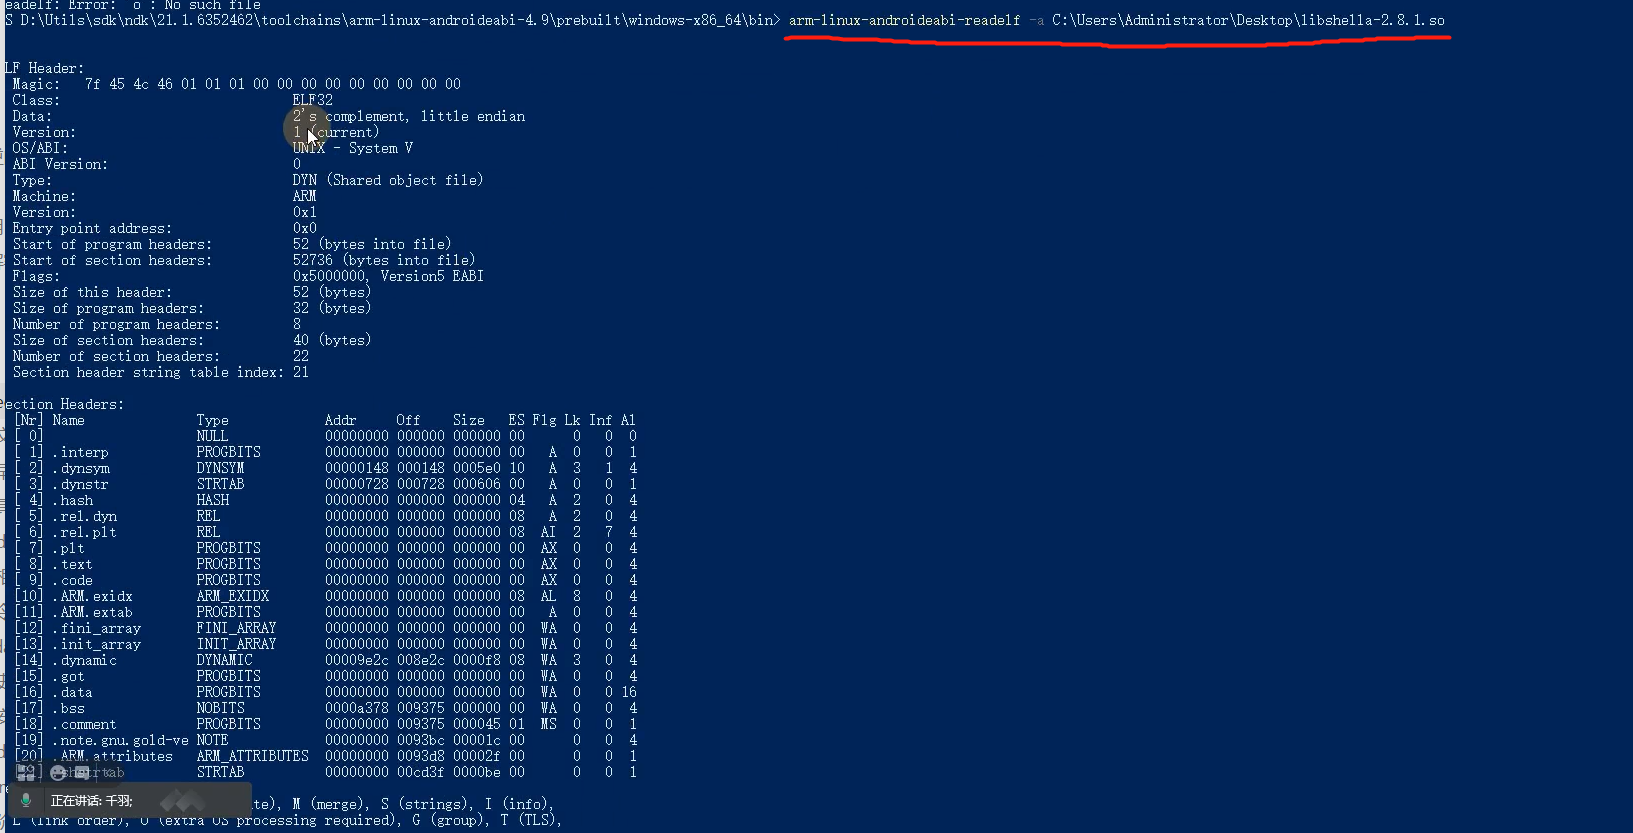 eadelf: Error: 'o': No such file
S D:\Utils\sdk\ndk\21.1.6352462\toolchains\arm-linux-androideabi-4.9\prebuilt\windows-x86_64\bin> arm-linux-androideabi-readelf -a C:\Users\Administrator\Desktop\libshella-2.8.1.so
LF Header:
Magic: 7f 45 4c 46 01 01 01 00 00 00 00 00 00 00 00 00
Class: ELF32
Data: 2's complement, little endian
Version: 1 (current)
OS/ABI: UNIX - System V
ABI Version: 0
Type: DYN (Shared object file)
Machine: ARM
Version: 0x1
Entry point address: 0x0
Start of program headers: 52 (bytes into file)
Start of section headers: 52736 (bytes into file)
Flags: 0x5000000, Version5 EABI
Size of this header: 52 (bytes)
Size of program headers: 32 (bytes)
Number of program headers: 8
Size of section headers: 40 (bytes)
Number of section headers: 22
Section header string table index: 21
ection Headers:
[Nr] Name Type Addr Off Size ES Flg Lk Inf Al
[ 0] NULL 00000000 000000 000000 00 0 0 0
[ 1] .interp PROGBITS 00000000 000000 000000 00 A 0 0 1
[ 2] .dynsym DYNSYM 00000148 000148 0005e0 10 A 3 1 4
[ 3] .dynstr STRTAB 00000728 000728 000606 00 A 0 0 1
[ 4] .hash HASH 00000000 000000 000000 04 A 2 0 4
[ 5] .rel.dyn REL 00000000 000000 000000 08 A 2 0 4
[ 6] .rel.plt REL 00000000 000000 000000 08 AI 2 7 4
[ 7] .plt PROGBITS 00000000 000000 000000 00 AX 0 0 4
[ 8] .text PROGBITS 00000000 000000 000000 00 AX 0 0 4
[ 9] .code PROGBITS 00000000 000000 000000 00 AX 0 0 4
[10] .ARM.exidx ARM_EXIDX 00000000 000000 000000 08 AL 8 0 4
[11] .ARM.extab PROGBITS 00000000 000000 000000 00 A 0 0 4
[12] .fini_array FINI_ARRAY 00000000 000000 000000 00 WA 0 0 4
[13] .init_array INIT_ARRAY 00000000 000000 000000 00 WA 0 0 4
[14] .dynamic DYNAMIC 00009e2c 008e2c 0000f8 08 WA 3 0 4
[15] .got PROGBITS 00000000 000000 000000 00 WA 0 0 4
[16] .data PROGBITS 00000000 000000 000000 00 WA 0 0 16
[17] .bss NOBITS 0000a378 009375 000000 00 WA 0 0 4
[18] .comment PROGBITS 00000000 009375 000045 01 MS 0 0 1
[19] .note.gnu.gold-ve NOTE 00000000 0093bc 00001c 00 0 0 4
[20] .ARM.attributes ARM_ATTRIBUTES 00000000 0093d8 00002f 00 0 0 1
STRTAB 00000000 00cd3f 0000be 00 0 0 1
正在讲话: 千羽;
te), M (merge), S (strings), I (info),
L (link order), O (extra OS processing required), G (group), T (TLS),